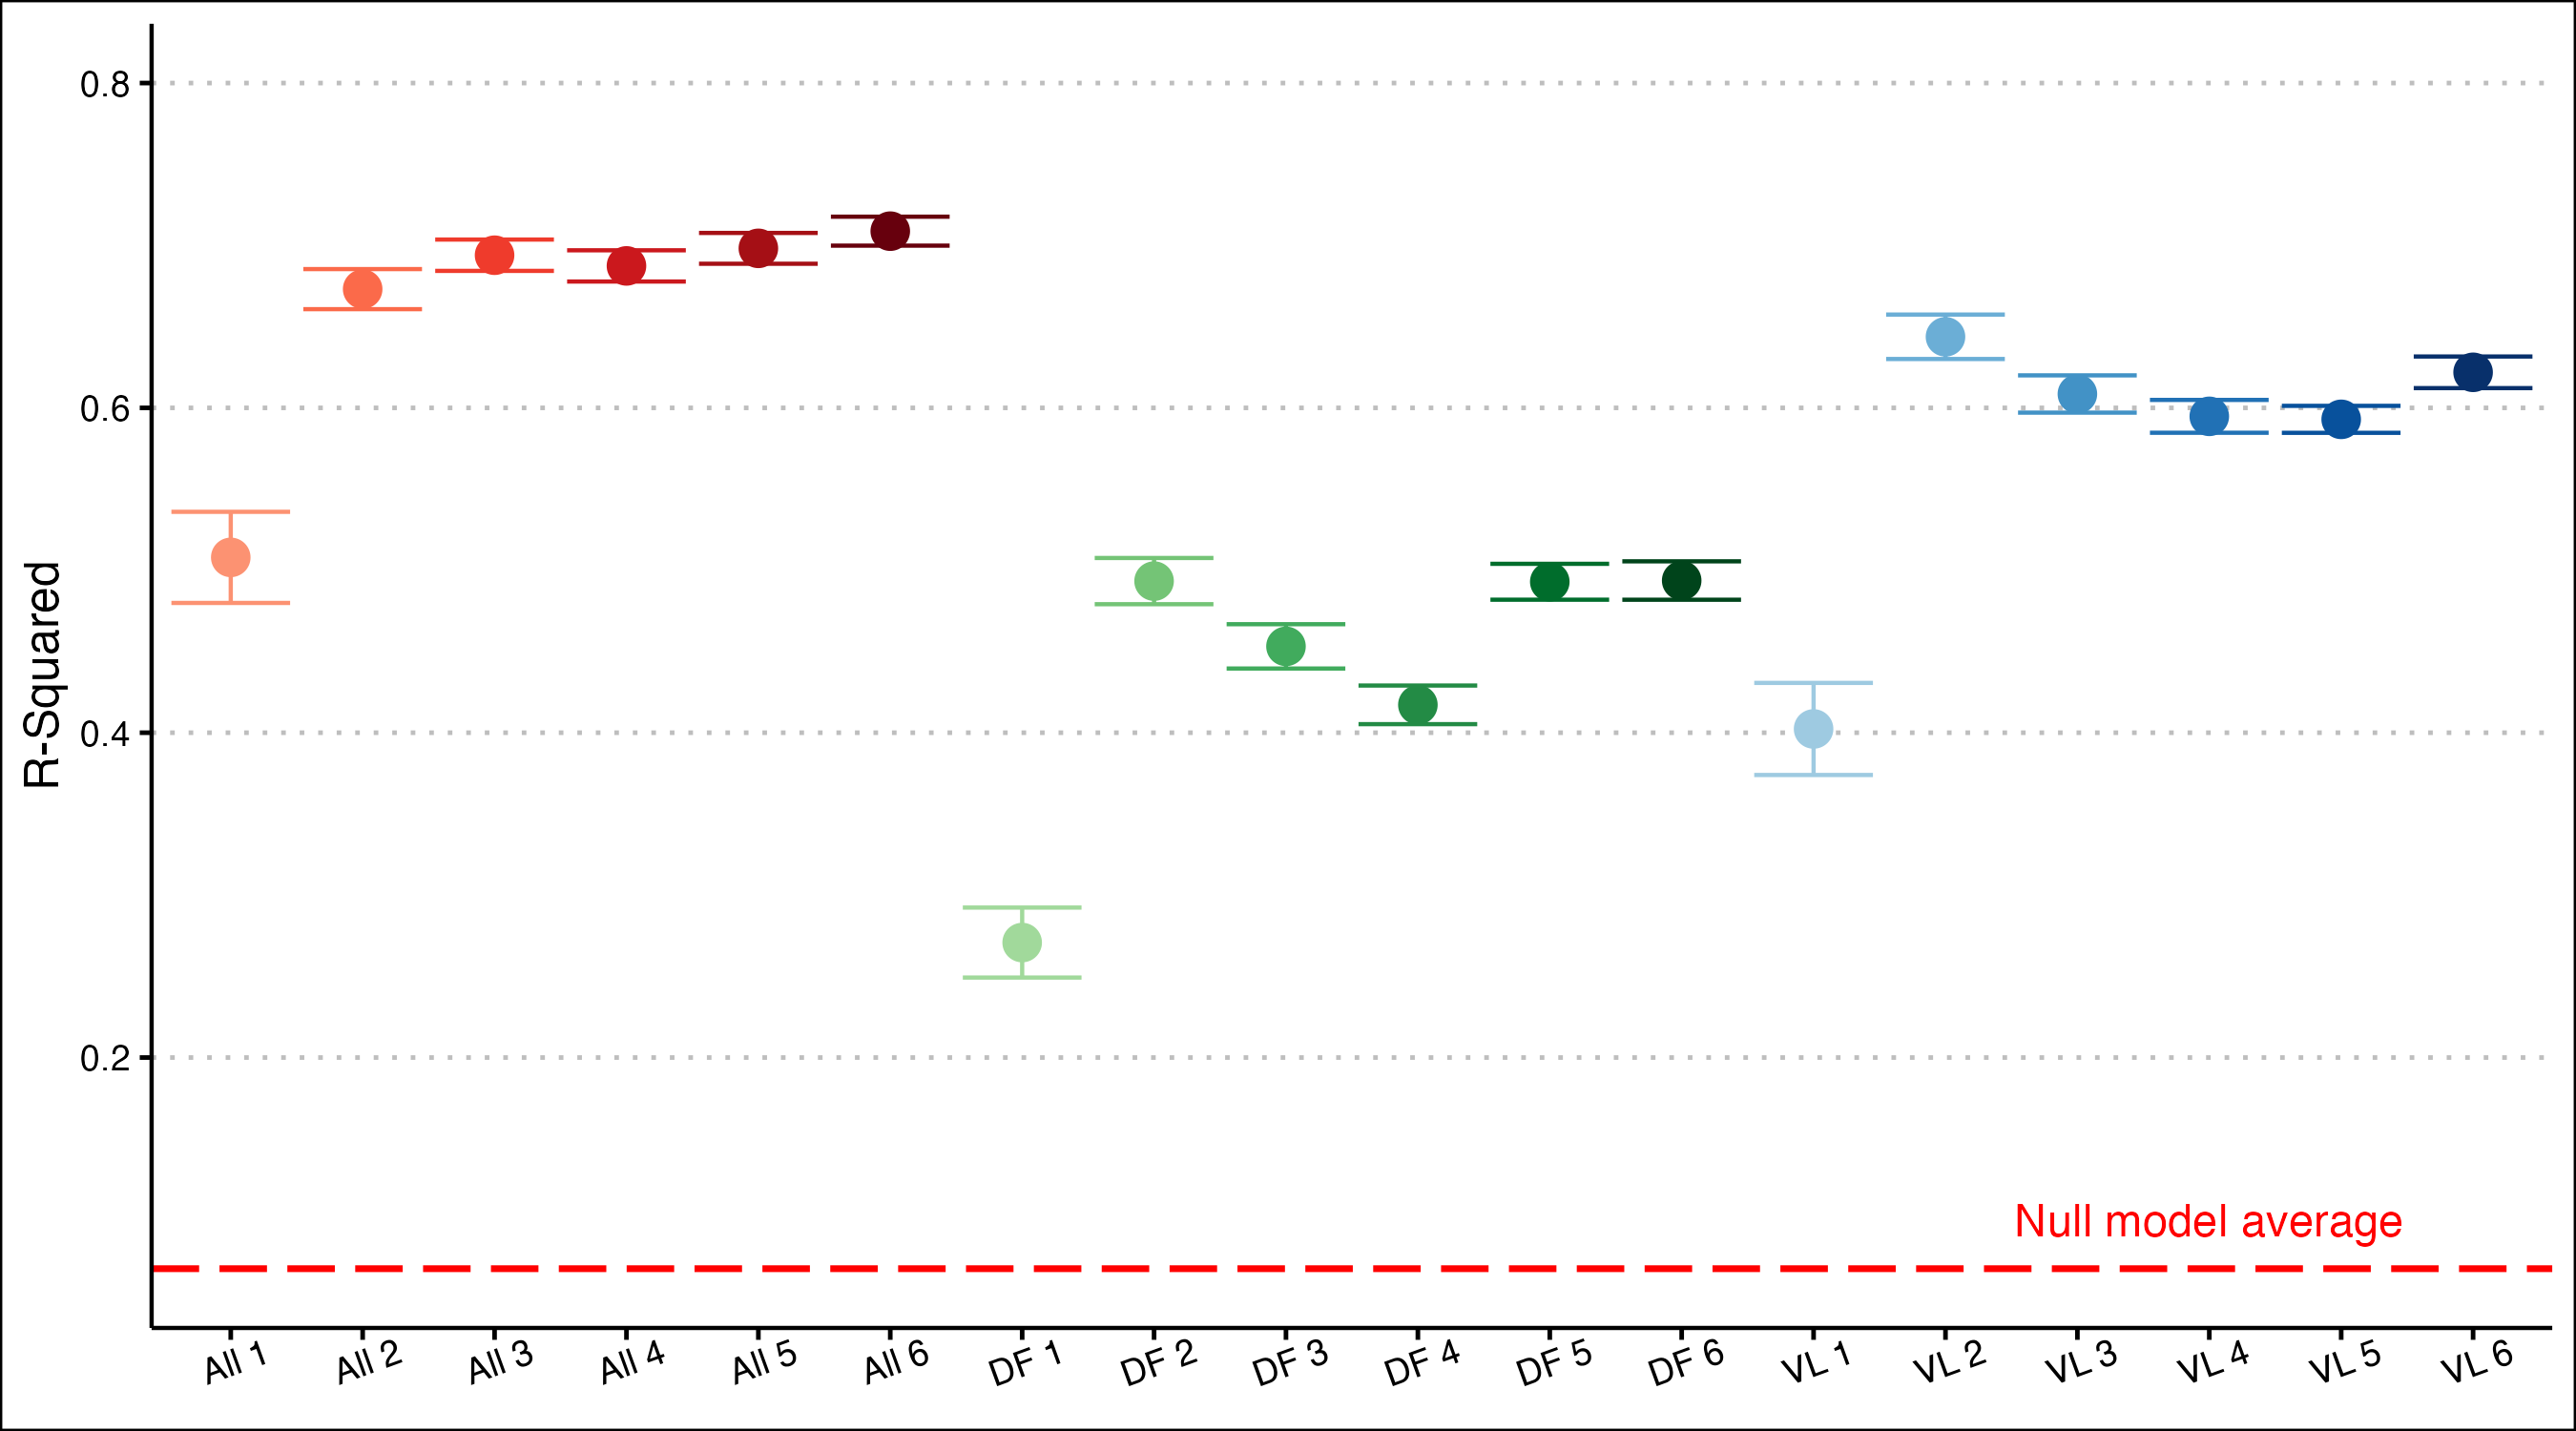 R-Squared
0.8
0.6
0.4
0.2
Null model average
All 1
All 2
All 3
All 4
All 5
All 6
DF 1
DF 2
DF 3
DF 4
DF 5
DF 6
VL 1
VL 2
VL 3
VL 4
VL 5
VL 6